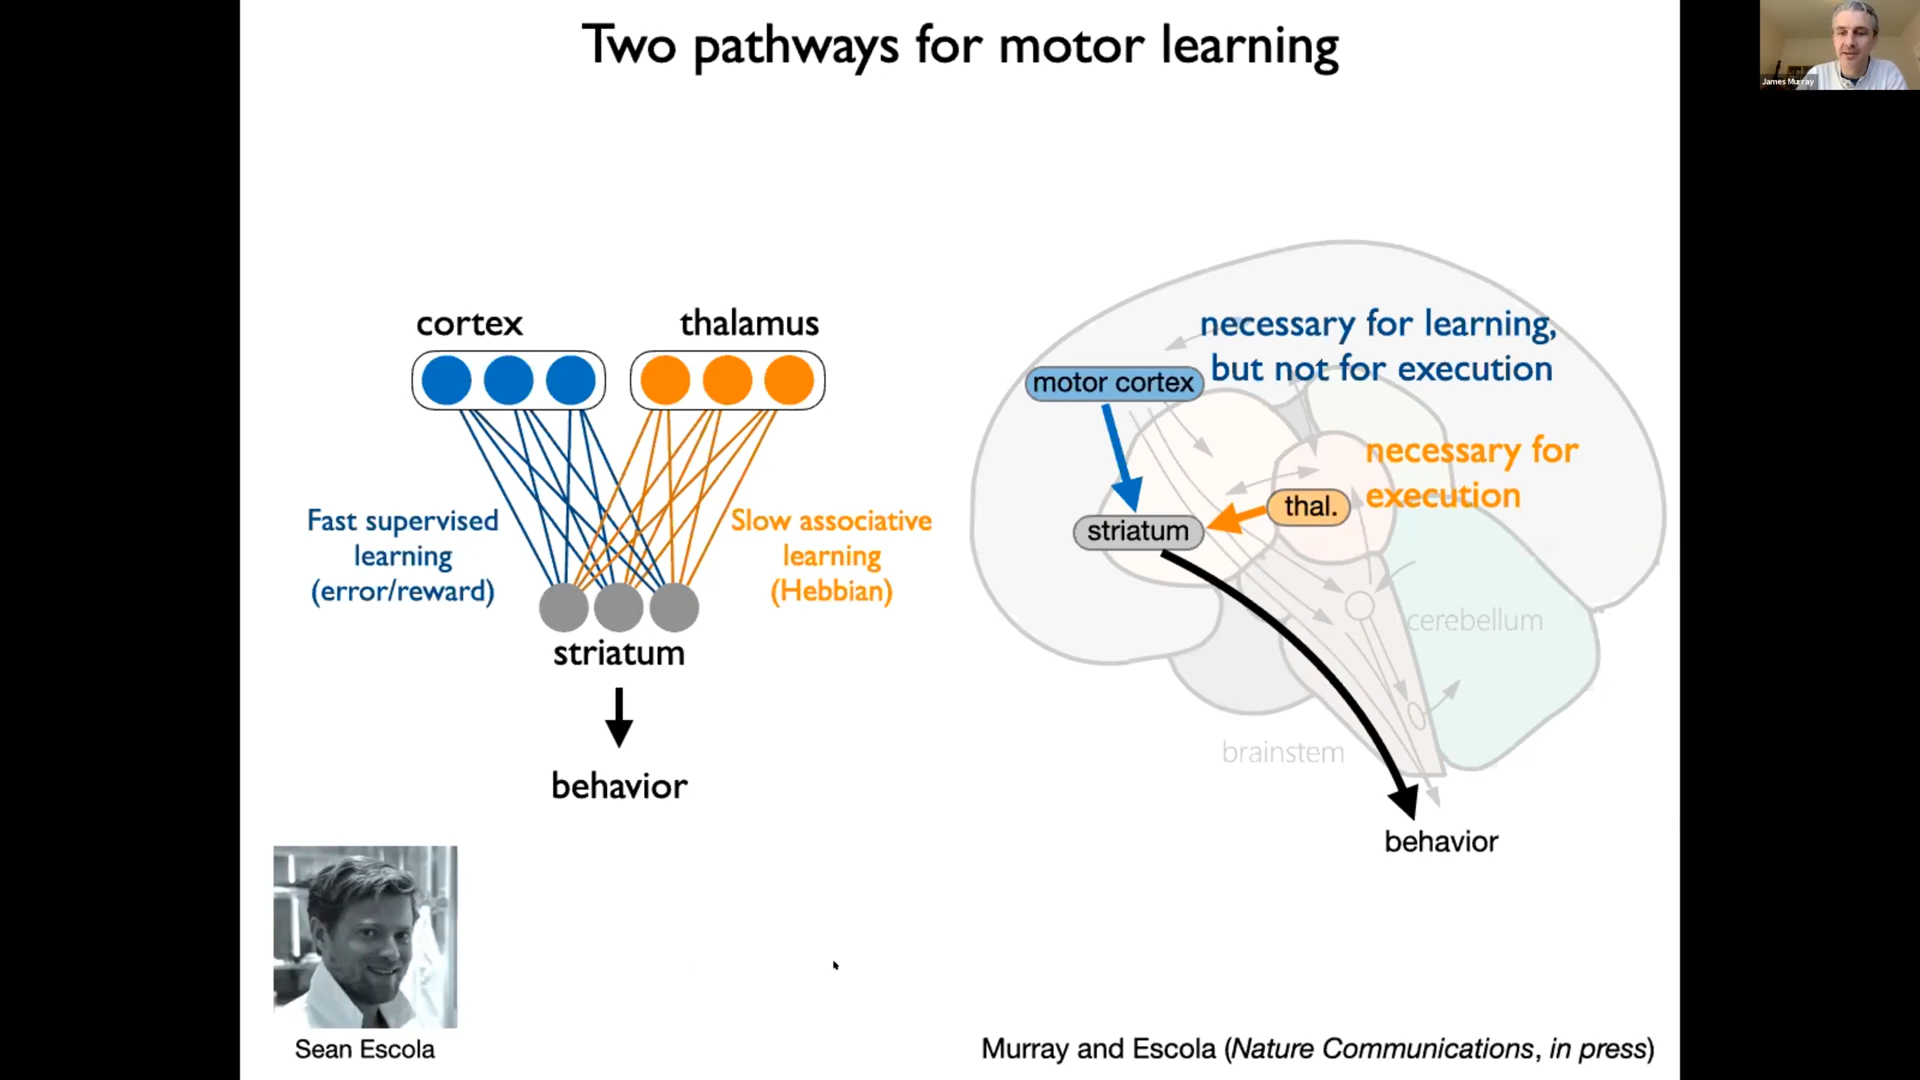 Two pathways for motor learning
James Murray
cortex
thalamus
Fast supervised
learning
(error/reward)
Slow associative
learning
(Hebbian)
striatum
behavior
necessary for learning,
but not for execution
motor cortex
necessary for
execution
thal.
striatum
cerebellum
brainstem
behavior
Sean Escola
Murray and Escola (Nature Communications, in press)